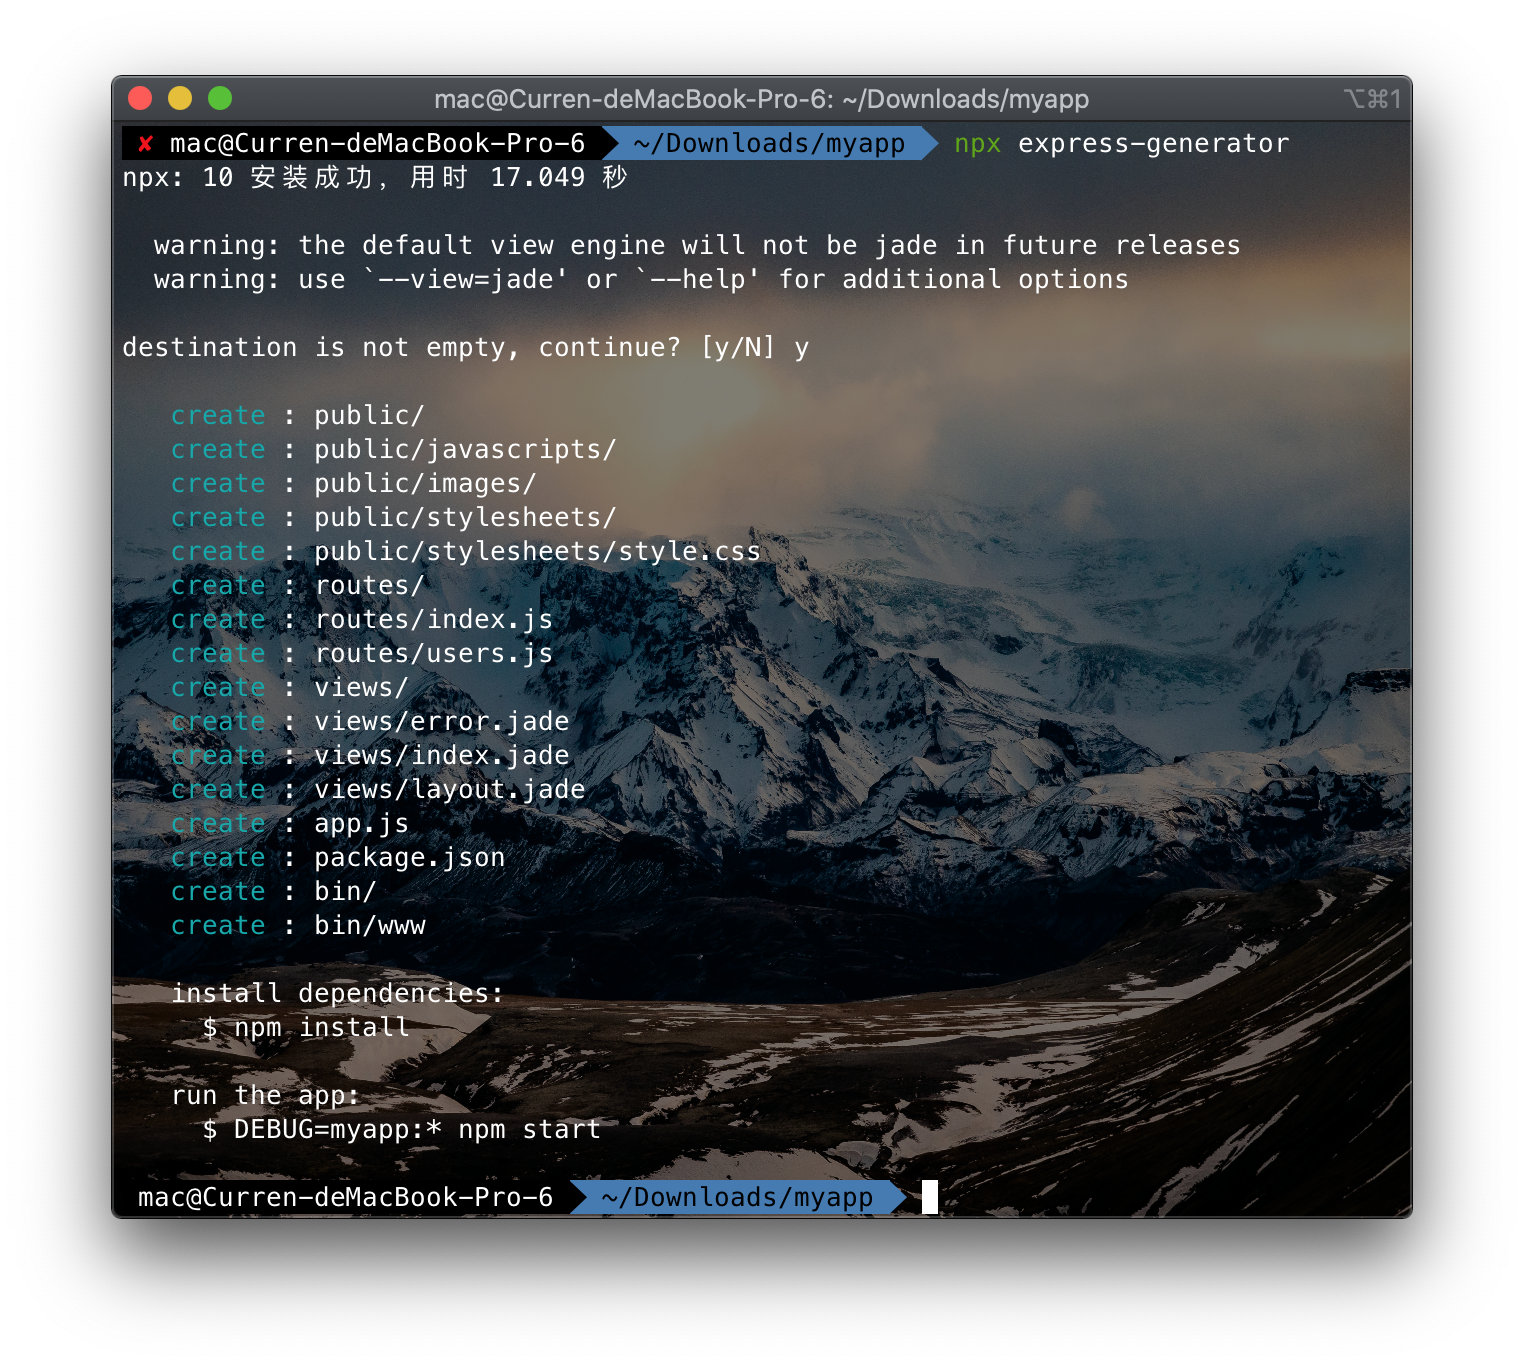 mac@Curren-deMacBook-Pro-6: ~/Downloads/myapp ⌥⌘1
✘ mac@Curren-deMacBook-Pro-6 ~/Downloads/myapp npx express-generator
npx: 10 安装成功，用时 17.049 秒
warning: the default view engine will not be jade in future releases
warning: use `--view=jade' or `--help' for additional options
destination is not empty, continue? [y/N] y
create : public/
create : public/javascripts/
create : public/images/
create : public/stylesheets/
create : public/stylesheets/style.css
create : routes/
create : routes/index.js
create : routes/users.js
create : views/
create : views/error.jade
create : views/index.jade
create : views/layout.jade
create : app.js
create : package.json
create : bin/
create : bin/www
install dependencies:
$ npm install
run the app:
$ DEBUG=myapp:* npm start
mac@Curren-deMacBook-Pro-6 ~/Downloads/myapp